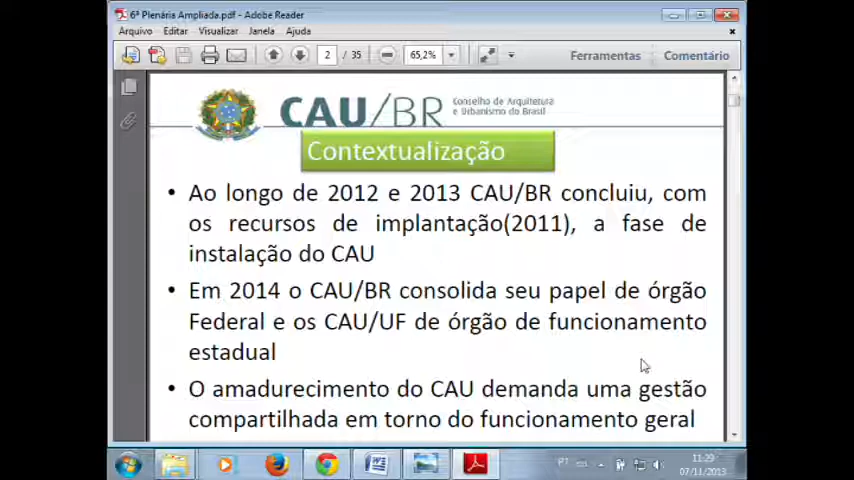 6ª Plenária Ampliada.pdf - Adobe Reader
Arquivo Editar Visualizar Janela Ajuda
2 / 35 65,2% Ferramentas Comentário
CAU/BR Conselho de Arquitetura
e Urbanismo do Brasil
Contextualização
• Ao longo de 2012 e 2013 CAU/BR concluiu, com
os recursos de implantação(2011), a fase de
instalação do CAU
• Em 2014 o CAU/BR consolida seu papel de órgão
Federal e os CAU/UF de órgão de funcionamento
estadual
• O amadurecimento do CAU demanda uma gestão
compartilhada em torno do funcionamento geral
PT 11:29
07/11/2013